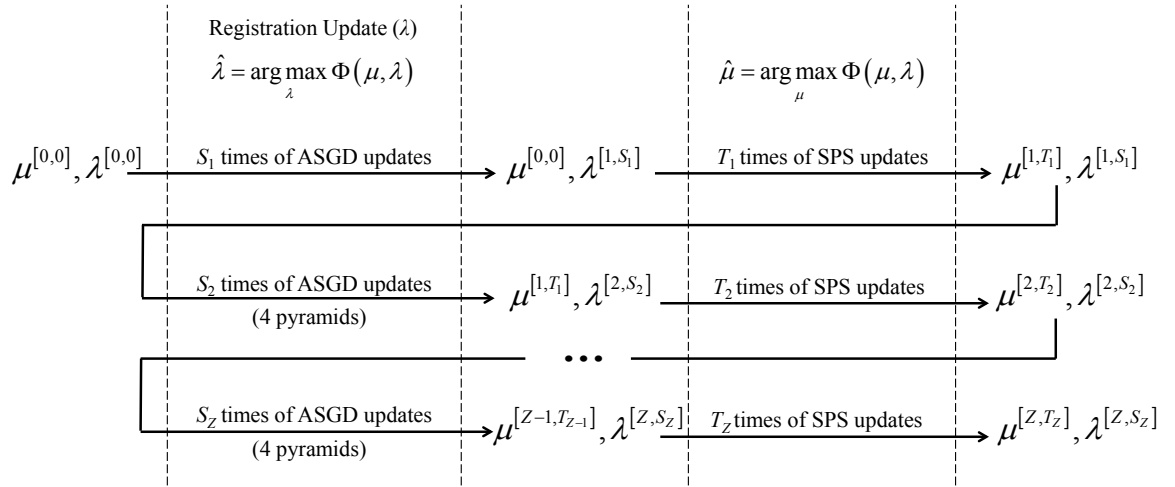 Registration Update (λ)
λ̂ = arg max_λ Φ(μ, λ)
μ̂ = arg max_μ Φ(μ, λ)
μ^[0,0], λ^[0,0]
S₁ times of ASGD updates
μ^[0,0], λ^[1,S₁]
T₁ times of SPS updates
μ^[1,T₁], λ^[1,S₁]
S₂ times of ASGD updates
(4 pyramids)
μ^[1,T₁], λ^[2,S₂]
T₂ times of SPS updates
μ^[2,T₂], λ^[2,S₂]
...
S_Z times of ASGD updates
(4 pyramids)
μ^[Z−1,T_{Z−1}], λ^[Z,S_Z]
T_Z times of SPS updates
μ^[Z,T_Z], λ^[Z,S_Z]